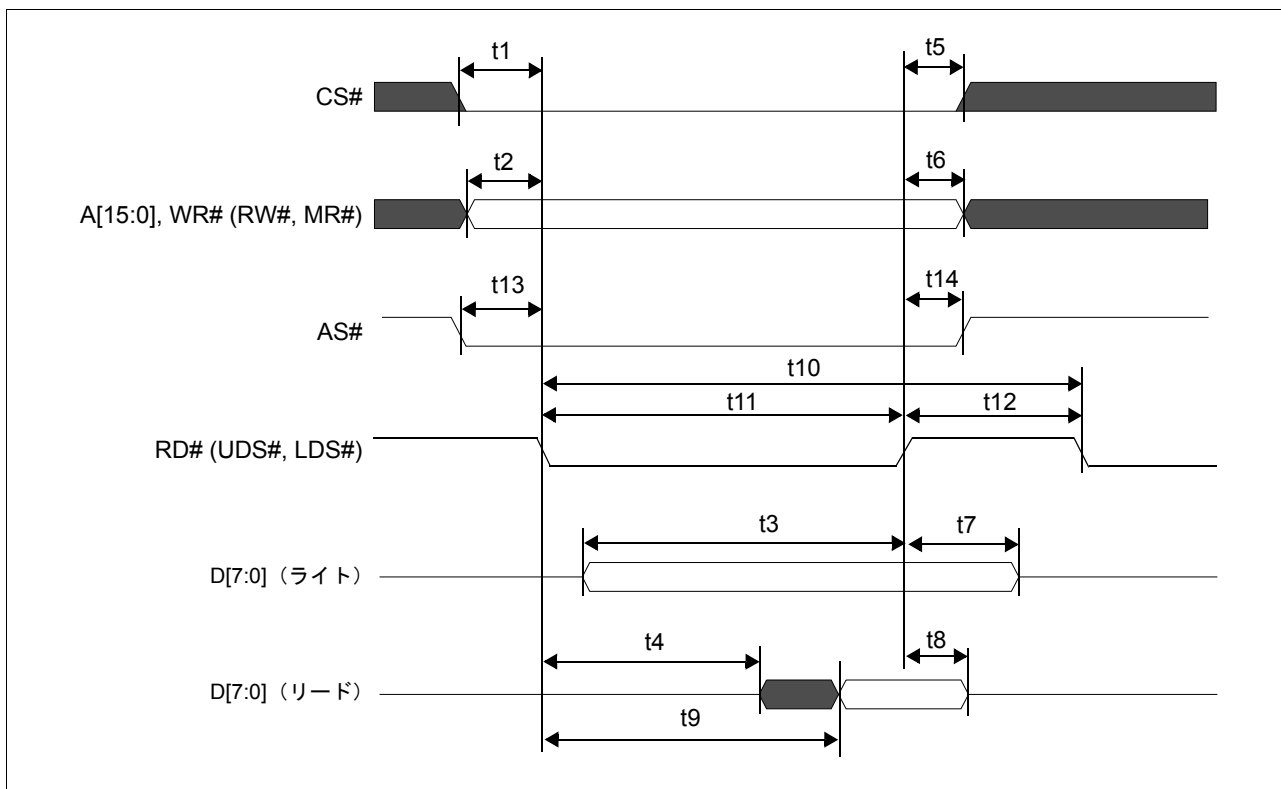 t1
t5
CS#
t2
t6
A[15:0], WR# (RW#, MR#)
t13
t14
AS#
t10
t11
t12
RD# (UDS#, LDS#)
t3
t7
D[7:0]（ライト）
t4
t8
D[7:0]（リード）
t9